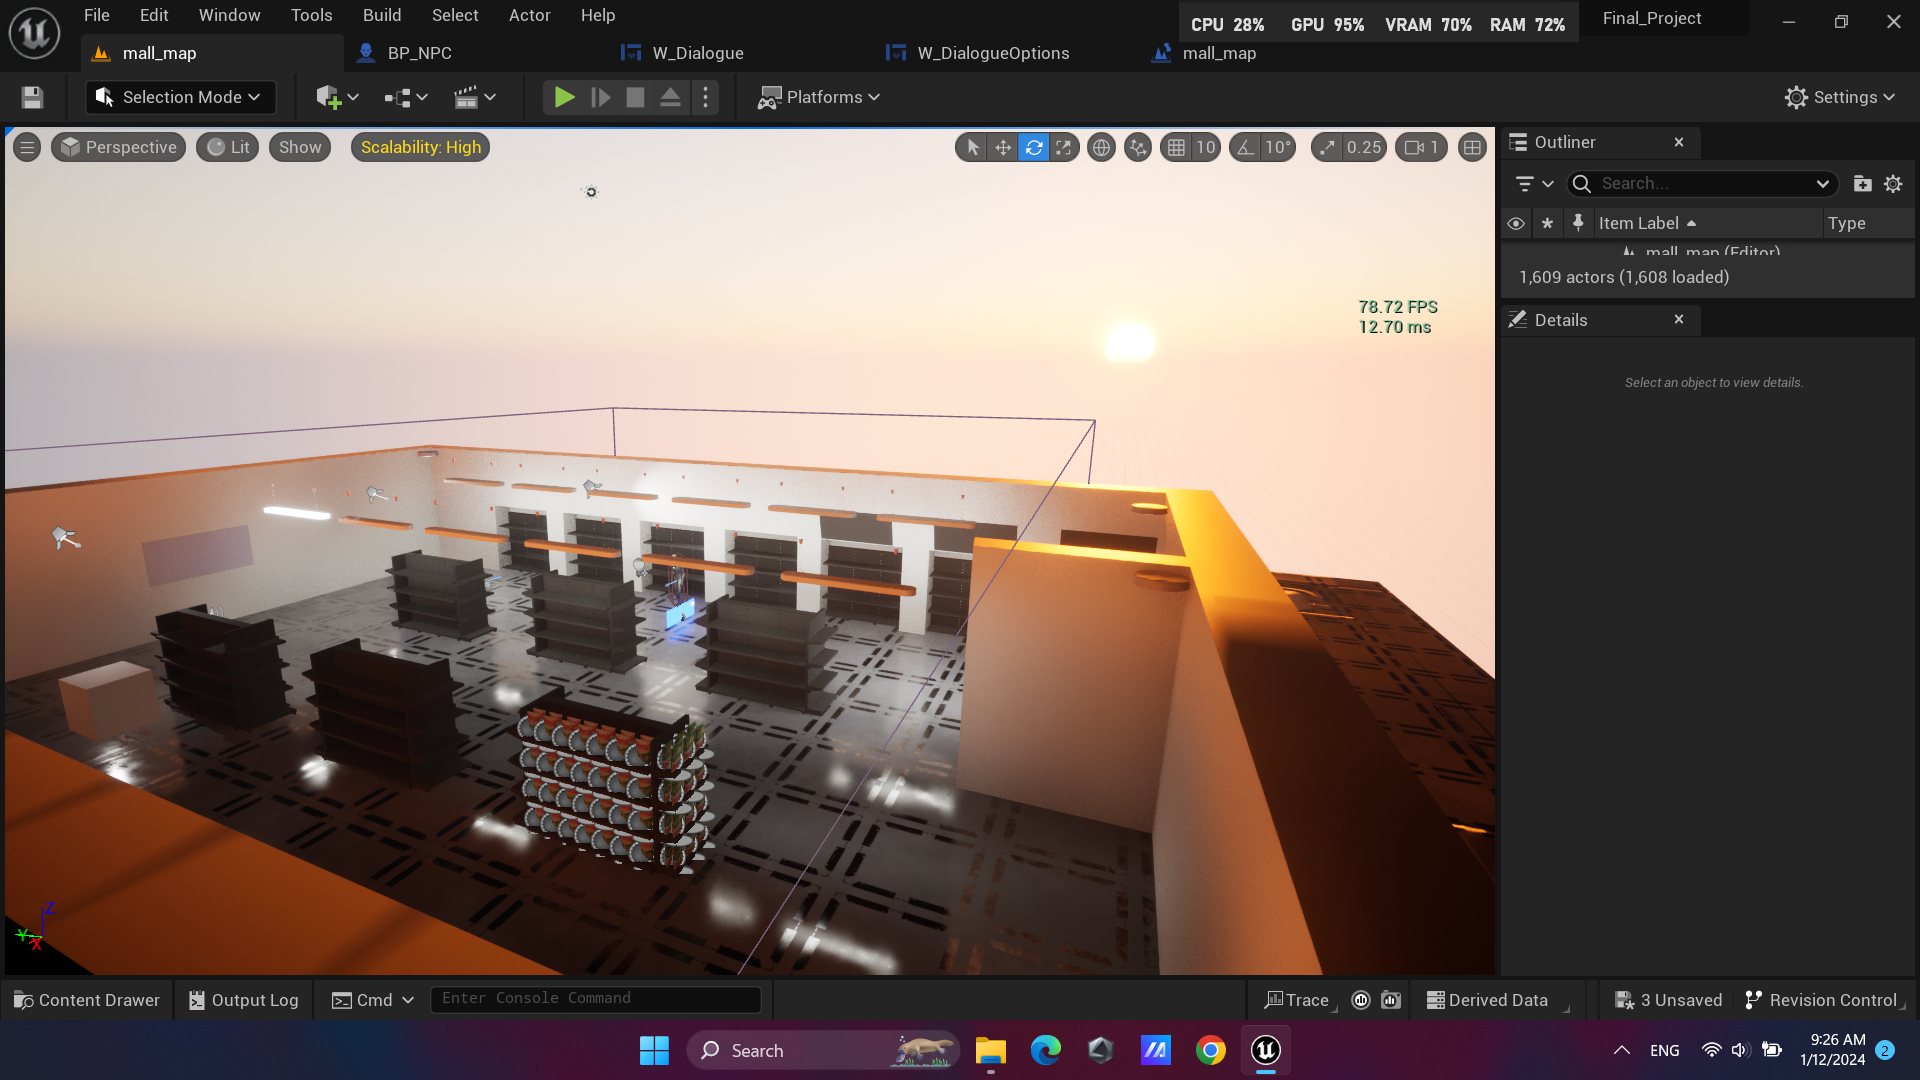 File Edit Window Tools Build Select Actor Help
CPU 28% GPU 95% VRAM 70% RAM 72%
Final_Project
mall_map
BP_NPC
W_Dialogue
W_DialogueOptions
mall_map
Selection Mode
Platforms
Settings
Perspective
Lit
Show
Scalability: High
10
10°
0.25
1
Outliner
Search...
Item Label
Type
mall_map (Editor)
1,609 actors (1,608 loaded)
78.72 FPS
12.70 ms
Details
Select an object to view details.
Z
Y
X
Content Drawer
Output Log
Cmd
Enter Console Command
Trace
Derived Data
3 Unsaved
Revision Control
Search
ENG
9:26 AM
1/12/2024
2